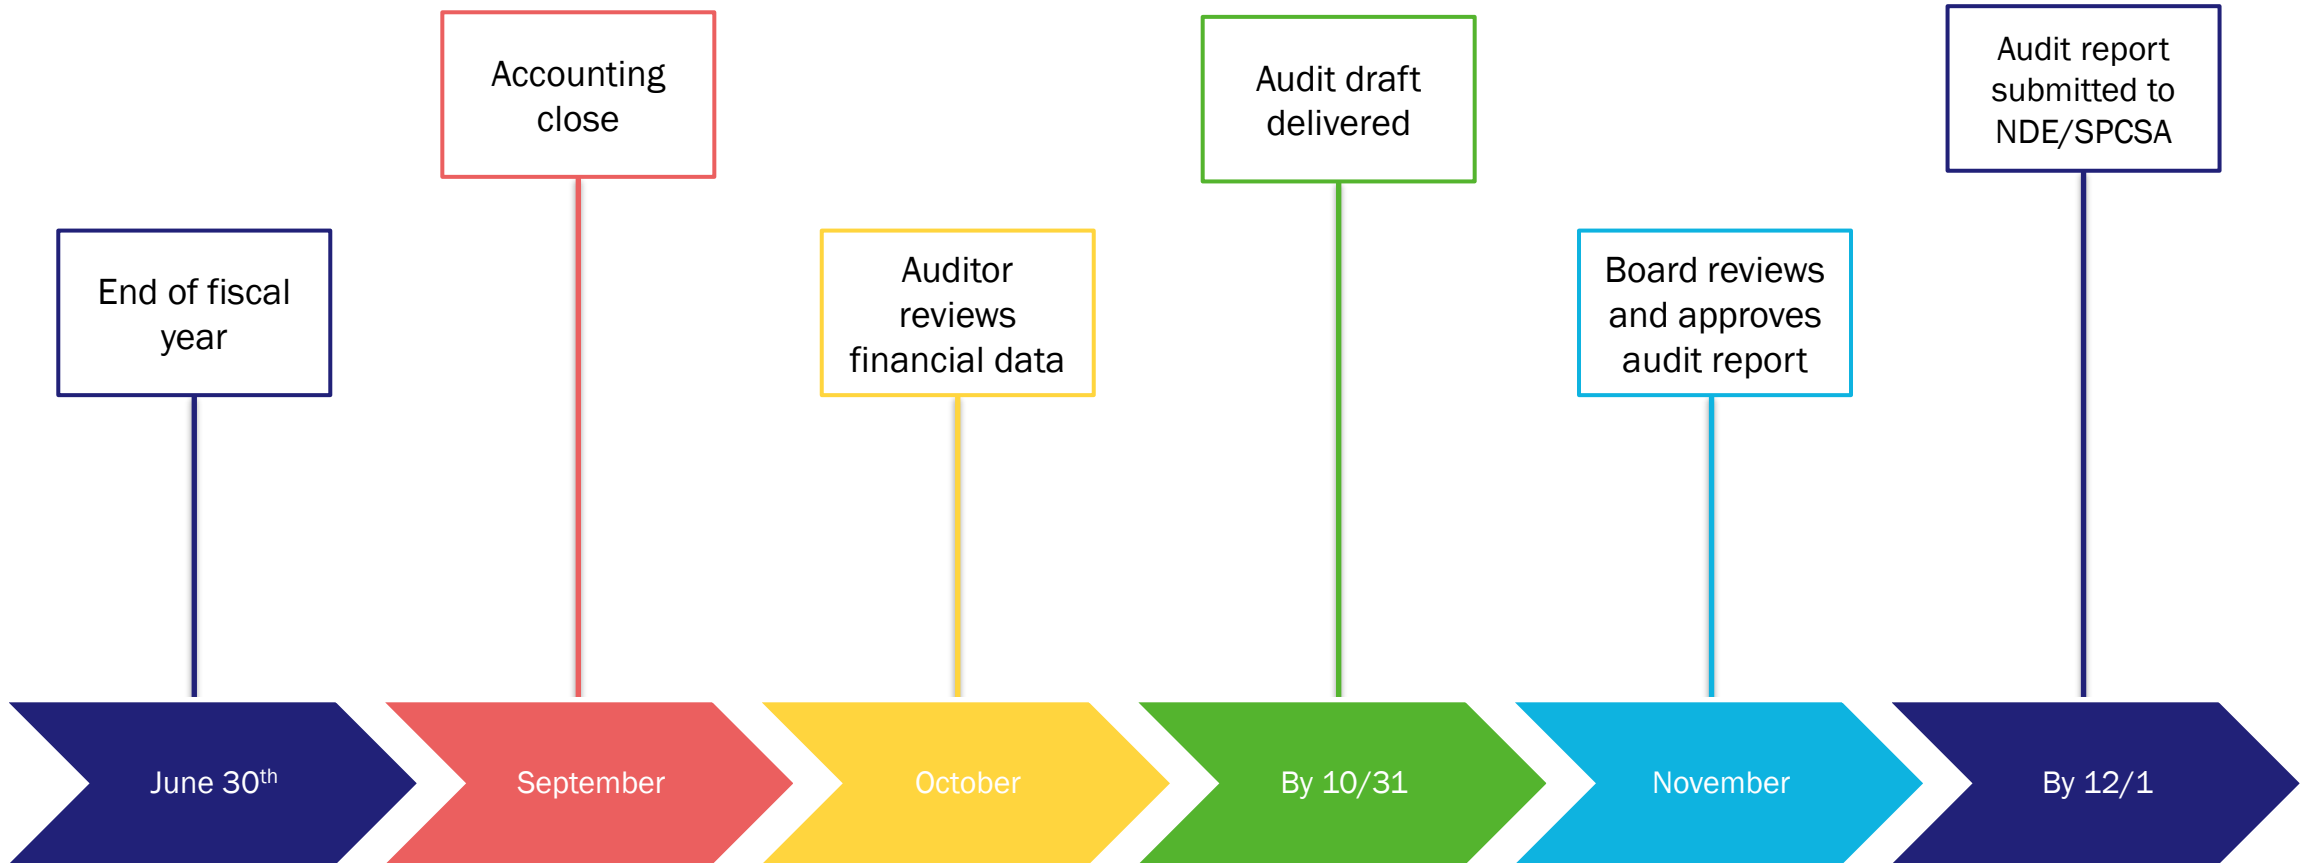 End of fiscal
year
Accounting
close
Auditor
reviews
financial data
Audit draft
delivered
Board reviews
and approves
audit report
Audit report
submitted to
NDE/SPCSA
June 30th
September
October
By 10/31
November
By 12/1